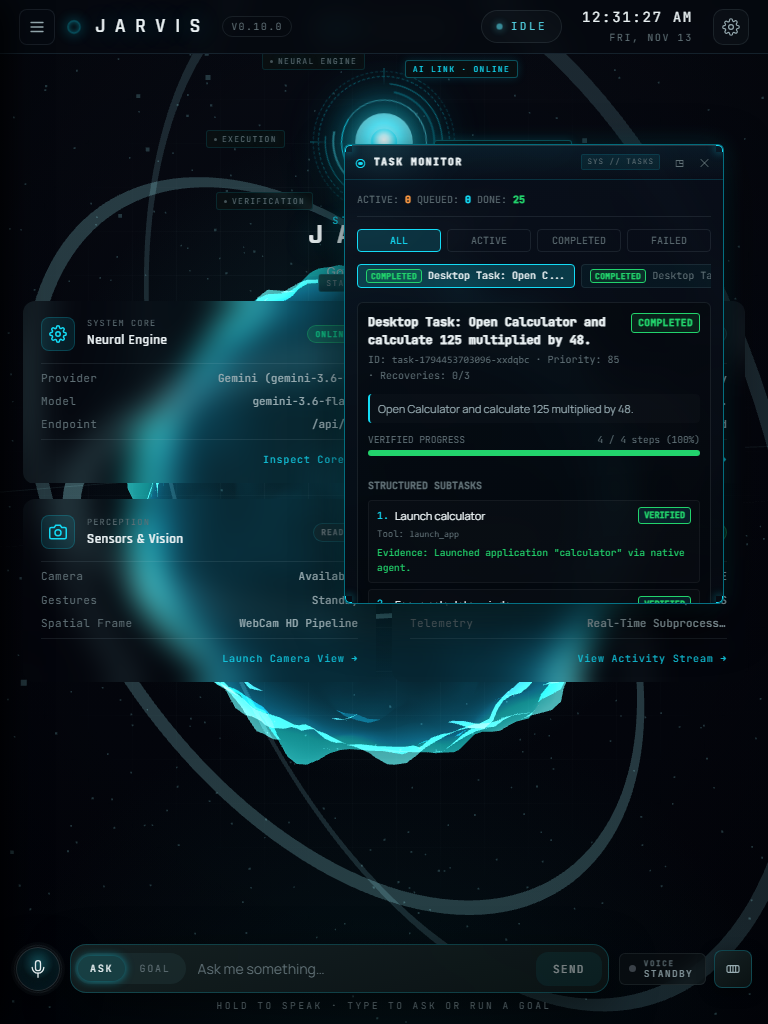 JARVIS
V0.10.0
IDLE
12:31:27 AM
FRI, NOV 13
NEURAL ENGINE
AI LINK · ONLINE
EXECUTION
VERIFICATION
TASK MONITOR
SYS // TASKS
ACTIVE: 0 QUEUED: 0 DONE: 25
ALL
ACTIVE
COMPLETED
FAILED
COMPLETED Desktop Task: Open C...
COMPLETED Desktop Ta
Desktop Task: Open Calculator and
calculate 125 multiplied by 48.
COMPLETED
ID: task-1794453703096-xxdqbc · Priority: 85
· Recoveries: 0/3
Open Calculator and calculate 125 multiplied by 48.
VERIFIED PROGRESS
4 / 4 steps (100%)
STRUCTURED SUBTASKS
1. Launch calculator
VERIFIED
Tool: launch_app
Evidence: Launched application "calculator" via native
agent.
SYSTEM CORE
Neural Engine
ONLIN
Provider
Gemini (gemini-3.6-
Model
gemini-3.6-fla
Endpoint
/api/
Inspect Core
PERCEPTION
Sensors & Vision
READ
Camera
Availab
Gestures
Stand
Spatial Frame
WebCam HD Pipeline
Launch Camera View →
Telemetry
Real-Time Subprocess…
View Activity Stream →
ASK
GOAL
Ask me something...
SEND
VOICE
STANDBY
HOLD TO SPEAK · TYPE TO ASK OR RUN A GOAL